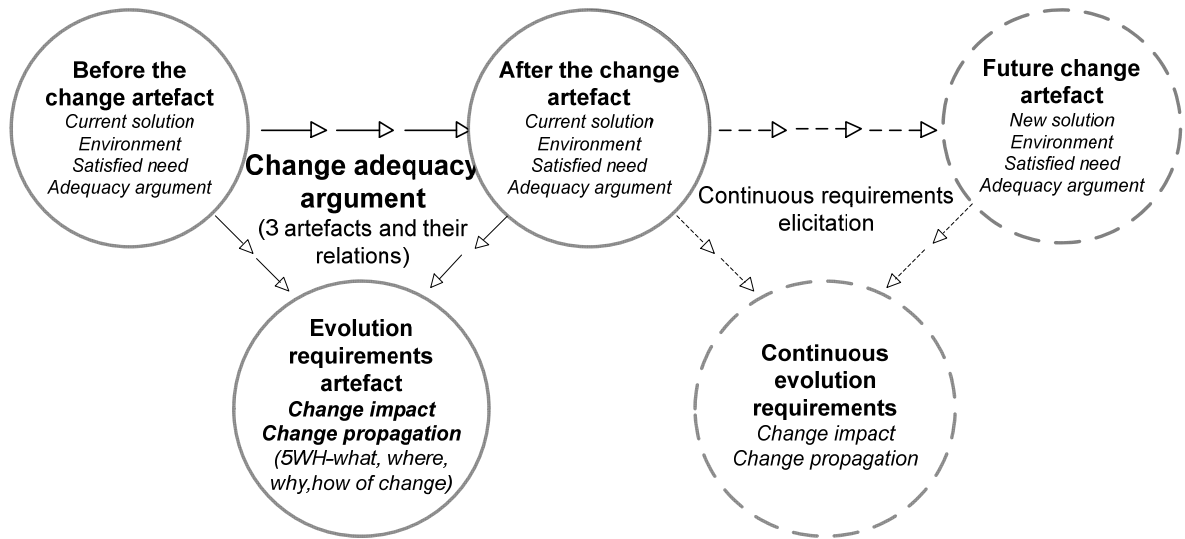 Before the
change artefact
Current solution
Environment
Satisfied need
Adequacy argument
Change adequacy
argument
(3 artefacts and their
relations)
After the change
artefact
Current solution
Environment
Satisfied need
Adequacy argument
Continuous requirements
elicitation
Future change
artefact
New solution
Environment
Satisfied need
Adequacy argument
Evolution
requirements
artefact
Change impact
Change propagation
(5WH-what, where,
why,how of change)
Continuous
evolution
requirements
Change impact
Change propagation